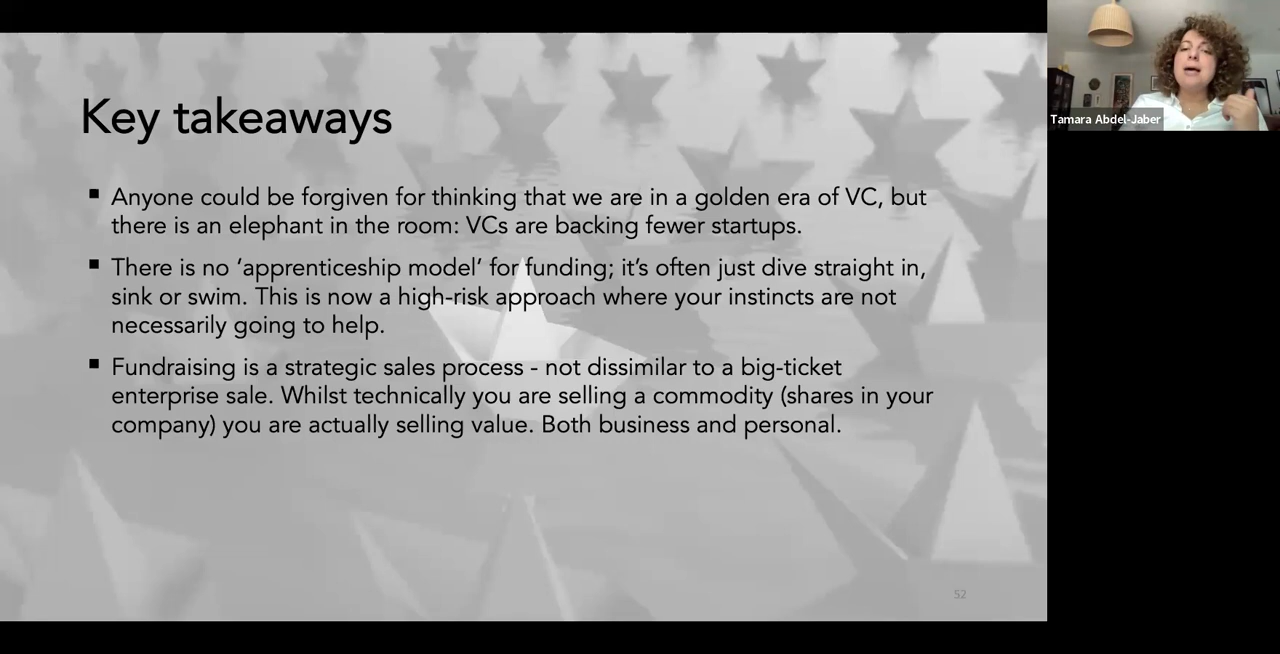 Key takeaways
▪ Anyone could be forgiven for thinking that we are in a golden era of VC, but
there is an elephant in the room: VCs are backing fewer startups.
▪ There is no ‘apprenticeship model’ for funding; it’s often just dive straight in,
sink or swim. This is now a high-risk approach where your instincts are not
necessarily going to help.
▪ Fundraising is a strategic sales process - not dissimilar to a big-ticket
enterprise sale. Whilst technically you are selling a commodity (shares in your
company) you are actually selling value. Both business and personal.
52
Tamara Abdel-Jaber